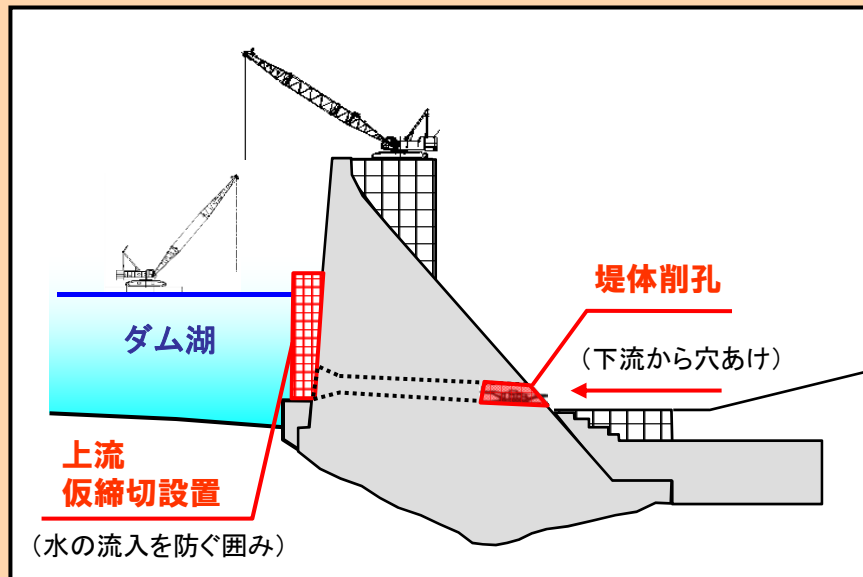 堤体削孔
(下流から穴あけ)
ダム湖
上流
仮締切設置
(水の流入を防ぐ囲み)